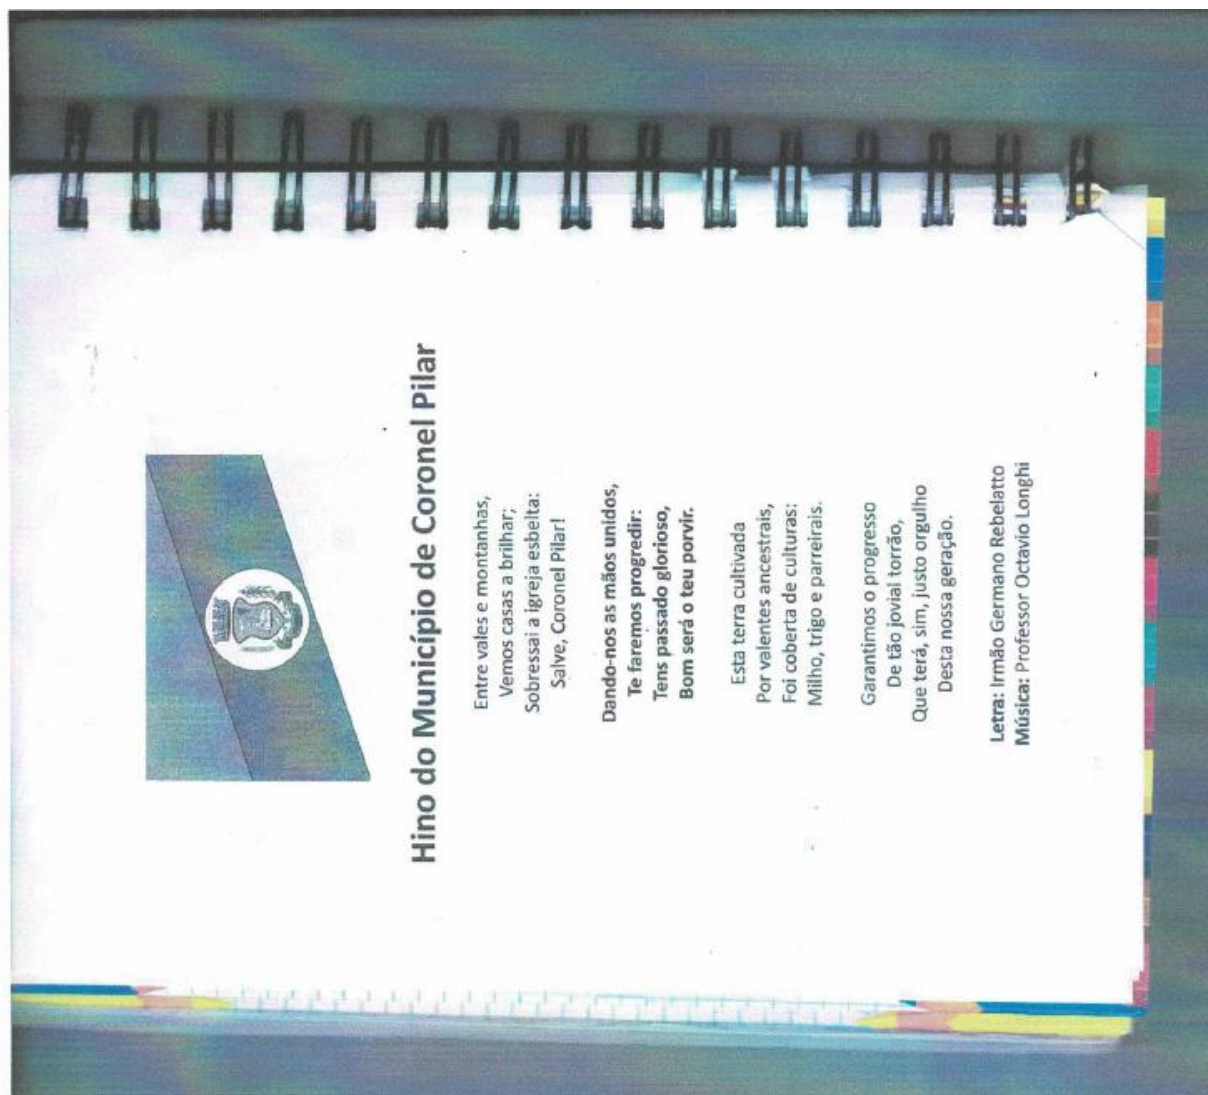 Hino do Município de Coronel Pilar
Entre vales e montanhas,
Vemos casas a brilhar;
Sobressai a igreja esbelta:
Salve, Coronel Pilar!
Dando-nos as mãos unidos,
Te faremos progredir:
Tens passado glorioso,
Bom será o teu porvir.
Esta terra cultivada
Por valentes ancestrais,
Foi coberta de culturas:
Milho, trigo e parreirais.
Garantimos o progresso
De tão jovial torrão,
Que terá, sim, justo orgulho
Desta nossa geração.
Letra: Irmão Germano Rebelatto
Música: Professor Octavio Longhi